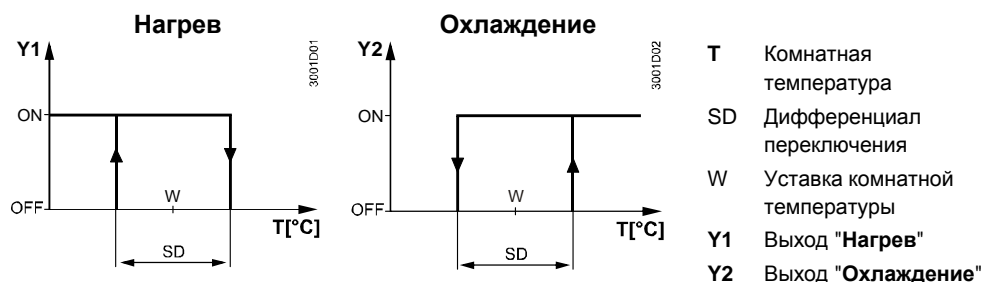 Нагрев
Y1
3001D01
ON
OFF
W
T[°C]
SD
Охлаждение
Y2
3001D02
ON
OFF
W
T[°C]
SD
T Комнатная
температура
SD Дифференциал
переключения
W Уставка комнатной
температуры
Y1 Выход "Нагрев"
Y2 Выход "Охлаждение"